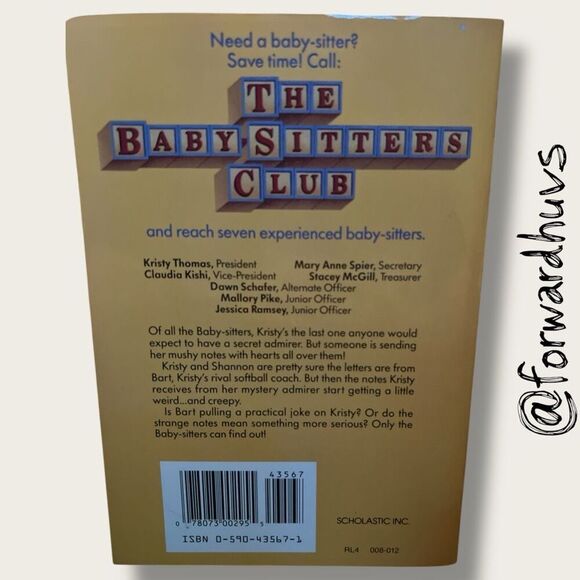 Need a baby-sitter?
Save time! Call:
THE
BABY-SITTERS
CLUB
and reach seven experienced baby-sitters.
Kristy Thomas, President Mary Anne Spier, Secretary
Claudia Kishi, Vice-President Stacey McGill, Treasurer
Dawn Schafer, Alternate Officer
Mallory Pike, Junior Officer
Jessica Ramsey, Junior Officer
Of all the Baby-sitters, Kristy's the last one anyone would
expect to have a secret admirer. But someone is sending
her mushy notes with hearts all over them!
Kristy and Shannon are pretty sure the letters are from
Bart, Kristy's rival softball coach. But then the notes Kristy
receives from her mystery admirer start getting a little
weird...and creepy.
Is Bart pulling a practical joke on Kristy? Or do the
strange notes mean something more serious? Only the
Baby-sitters can find out!
43567
0 78073 00295 5
ISBN 0-590-43567-1
SCHOLASTIC INC.
RL4 008-012
@forwardhuvs